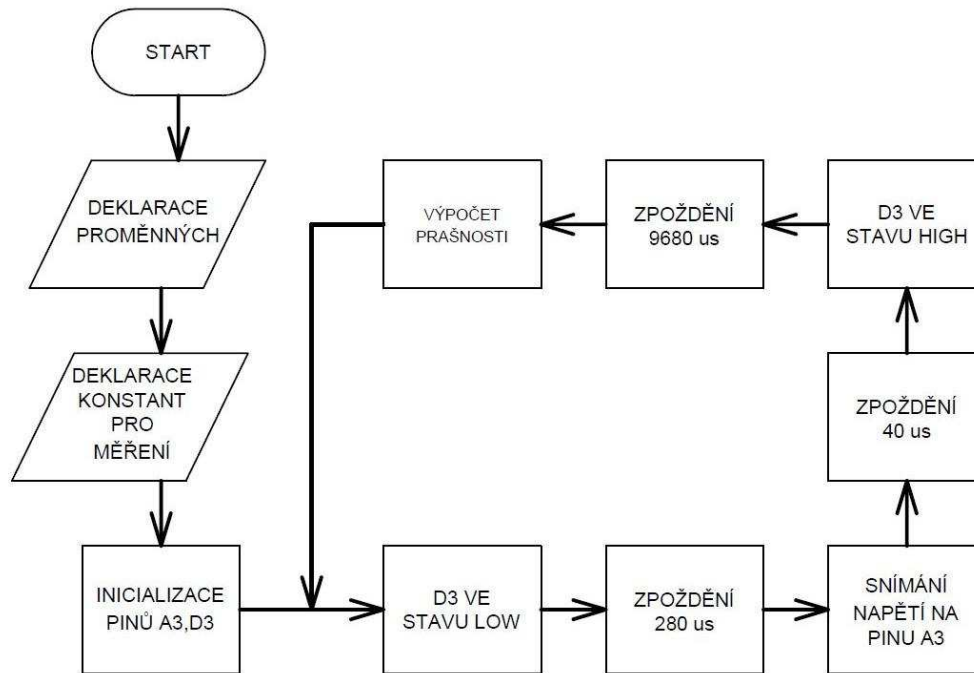 START
DEKLARACE
PROMĚNNÝCH
DEKLARACE
KONSTANT
PRO
MĚŘENÍ
INICIALIZACE
PINŮ A3,D3
D3 VE
STAVU LOW
ZPOŽDĚNÍ
280 us
SNÍMÁNÍ
NAPĚTÍ NA
PINU A3
ZPOŽDĚNÍ
40 us
D3 VE
STAVU HIGH
ZPOŽDĚNÍ
9680 us
VÝPOČET
PRAŠNOSTI